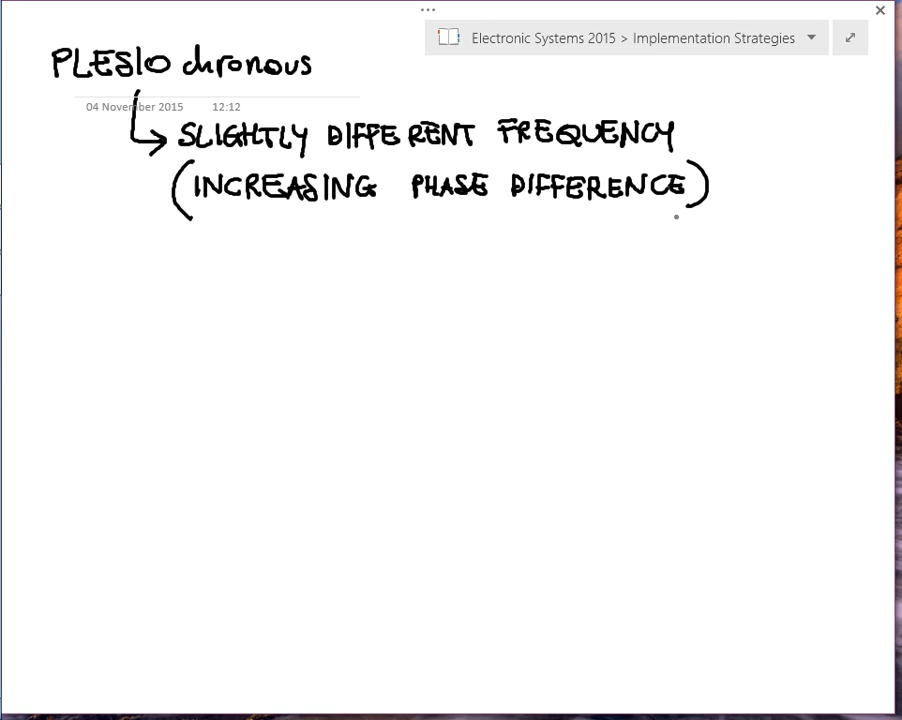 Electronic Systems 2015 > Implementation Strategies
PLESIO chronous
04 November 2015 12:12
SLIGHTLY DIFFERENT FREQUENCY
(INCREASING PHASE DIFFERENCE)